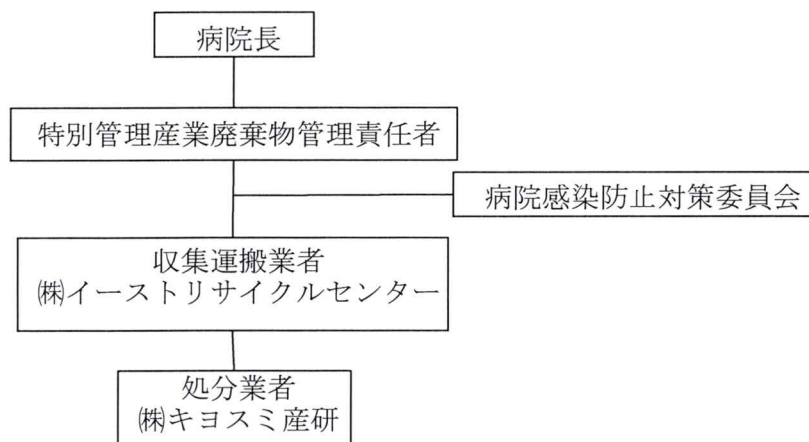 病院長
特別管理産業廃棄物管理責任者
病院感染防止対策委員会
収集運搬業者
㈱イーストリサイクルセンター
処分業者
㈱キヨスミ産研